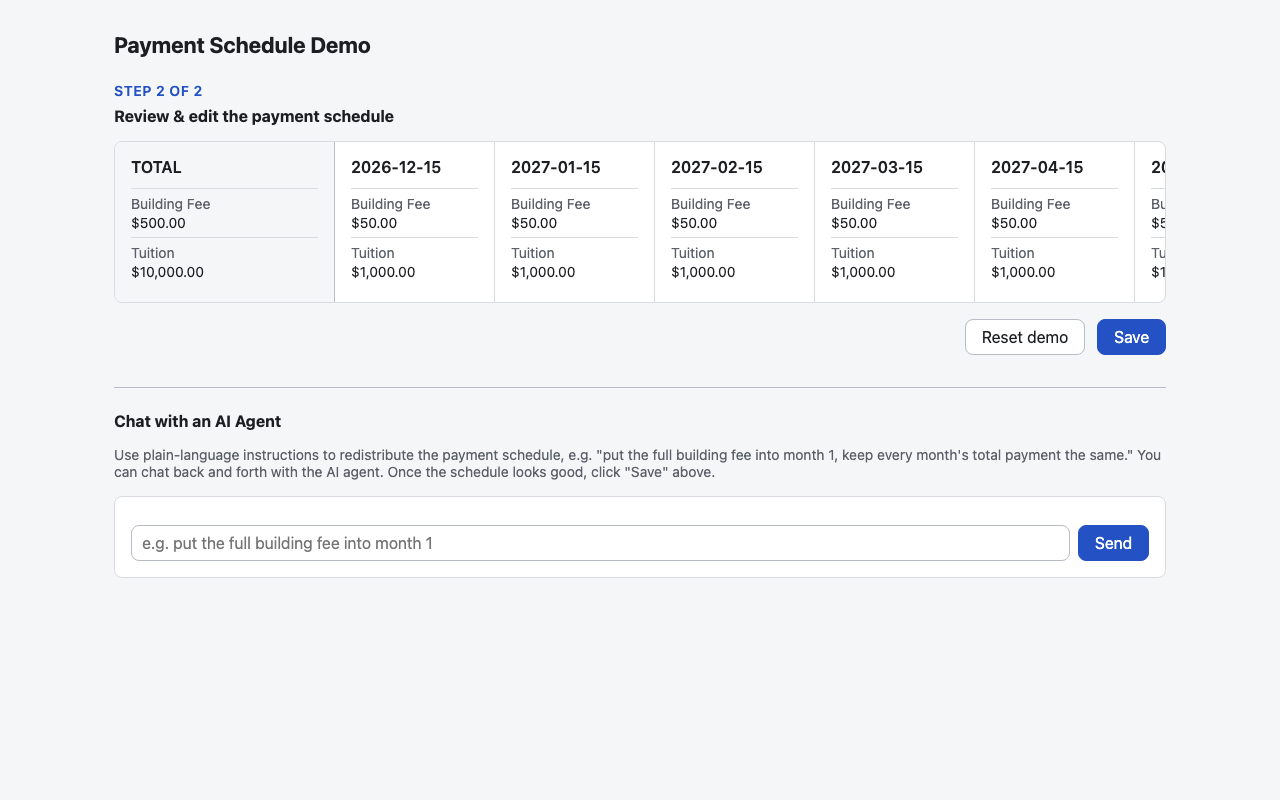 Payment Schedule Demo
STEP 2 OF 2
Review & edit the payment schedule
TOTAL
Building Fee
$500.00
Tuition
$10,000.00
2026-12-15
Building Fee
$50.00
Tuition
$1,000.00
2027-01-15
Building Fee
$50.00
Tuition
$1,000.00
2027-02-15
Building Fee
$50.00
Tuition
$1,000.00
2027-03-15
Building Fee
$50.00
Tuition
$1,000.00
2027-04-15
Building Fee
$50.00
Tuition
$1,000.00
Reset demo
Save
Chat with an AI Agent
Use plain-language instructions to redistribute the payment schedule, e.g. "put the full building fee into month 1, keep every month's total payment the same." You
can chat back and forth with the AI agent. Once the schedule looks good, click "Save" above.
e.g. put the full building fee into month 1
Send